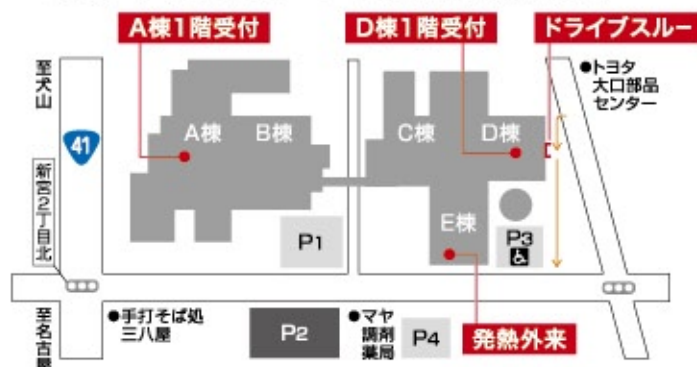 A棟1階受付
D棟1階受付
ドライブスルー
至犬山
41
新宮2丁目北
至名古屋
A棟
B棟
C棟
D棟
E棟
●トヨタ
大口部品
センター
P1
P3
●手打そば処
三八屋
P2
●マヤ
調剤
薬局
P4
発熱外来